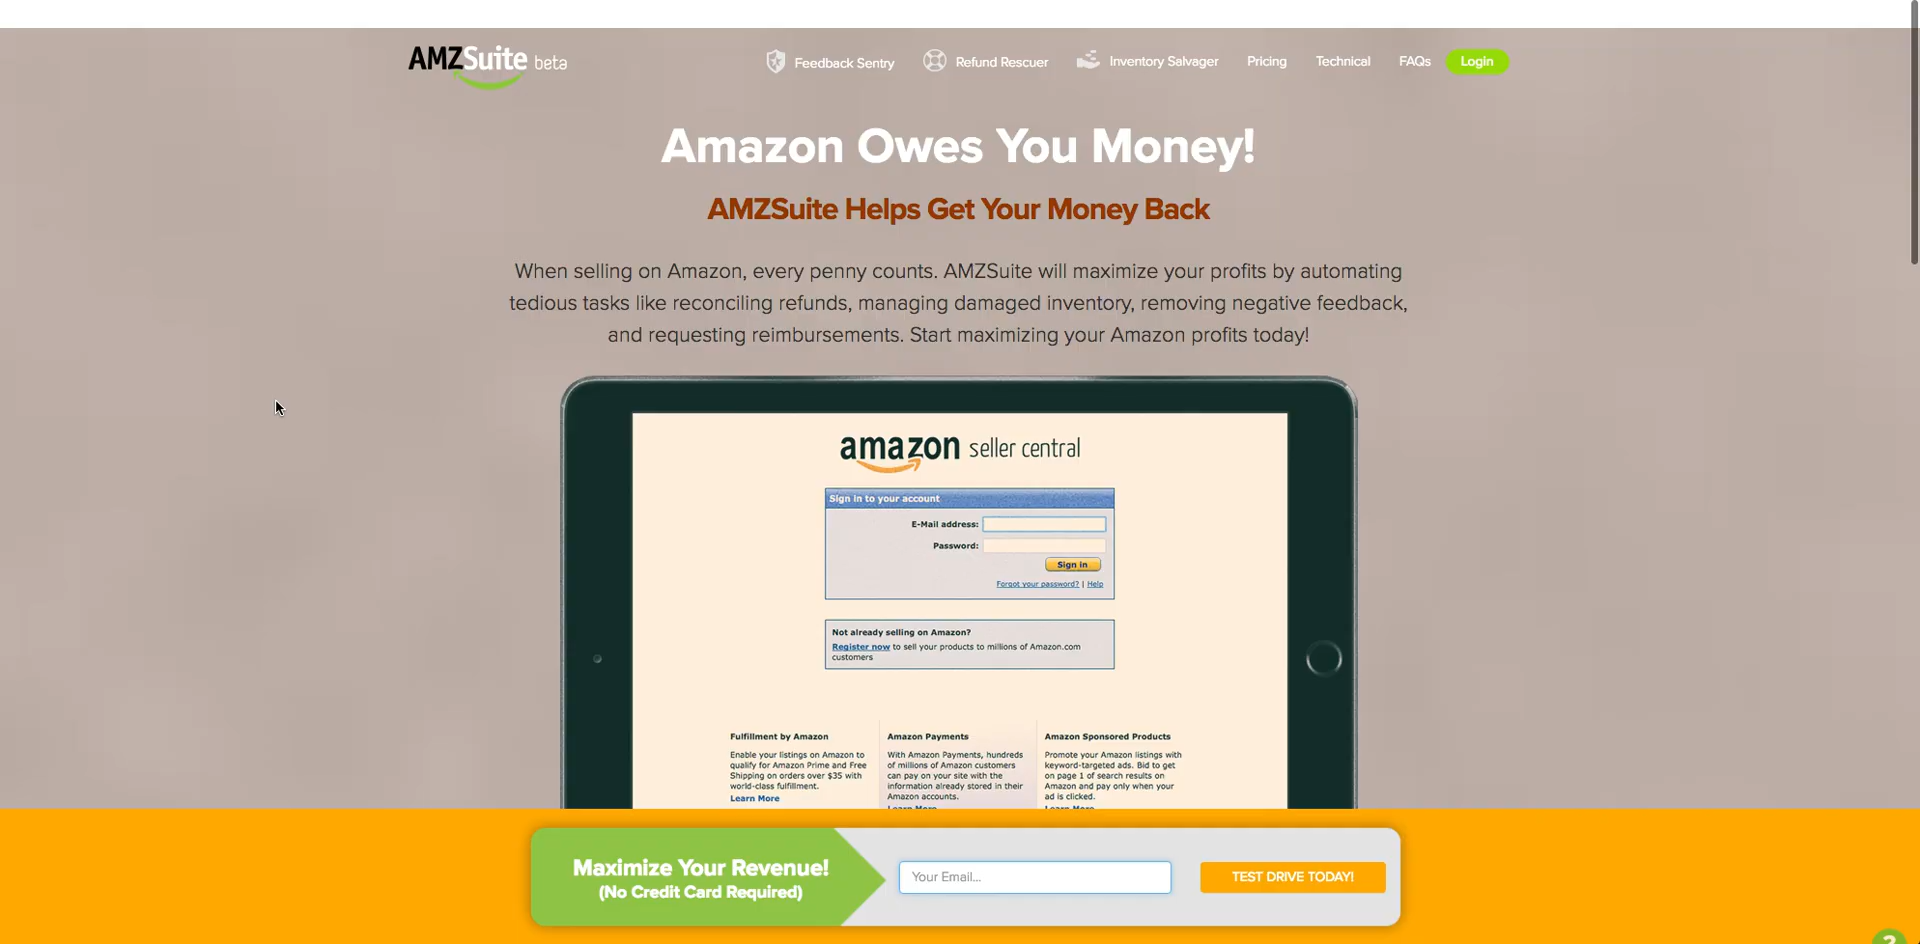 AMZSuite beta
Feedback Sentry
Refund Rescuer
Inventory Salvager
Pricing
Technical
FAQs
Login
Amazon Owes You Money!
AMZSuite Helps Get Your Money Back
When selling on Amazon, every penny counts. AMZSuite will maximize your profits by automating
tedious tasks like reconciling refunds, managing damaged inventory, removing negative feedback,
and requesting reimbursements. Start maximizing your Amazon profits today!
amazon seller central
Sign in to your account
E-Mail address:
Password:
Sign in
Forgot your password? | Help
Not already selling on Amazon?
Register now to sell your products to millions of Amazon.com
customers
Fulfillment by Amazon
Enable your listings on Amazon to
qualify for Amazon Prime and Free
Shipping on orders over $35 with
world-class fulfillment.
Learn More
Amazon Payments
With Amazon Payments, hundreds
of millions of Amazon customers
can pay on your site with the
information already stored in their
Amazon accounts.
Learn More
Amazon Sponsored Products
Promote your Amazon listings with
keyword-targeted ads. Bid to get
on page 1 of search results on
Amazon and pay only when your
ad is clicked.
Learn More
Maximize Your Revenue!
(No Credit Card Required)
Your Email...
TEST DRIVE TODAY!
?